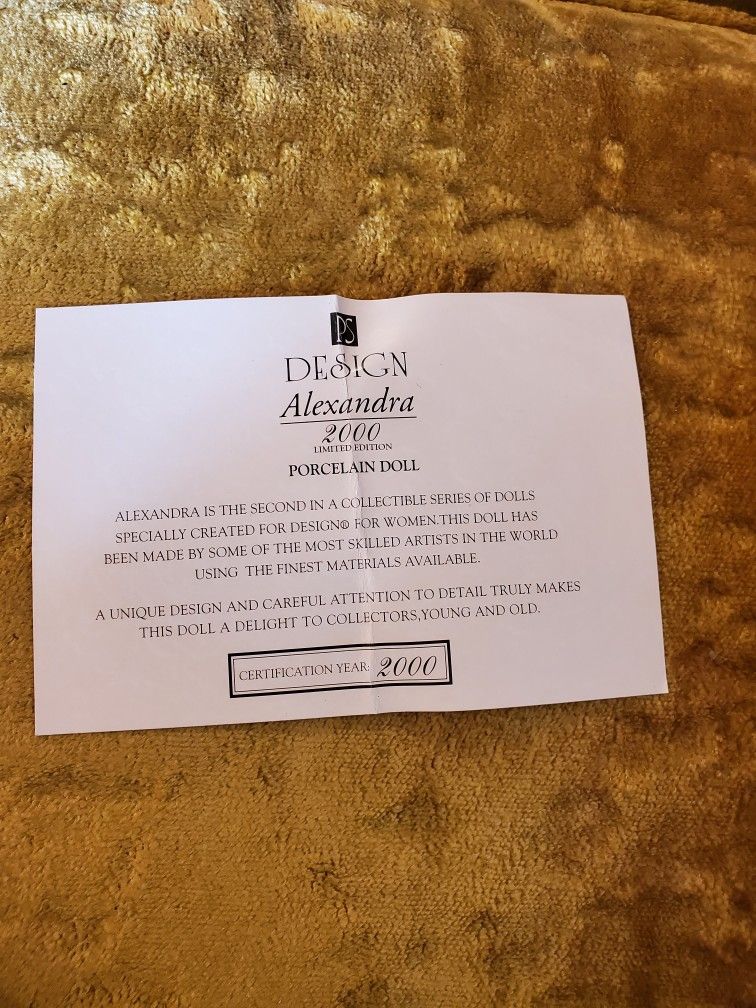 PS
DESIGN
Alexandra
2000
LIMITED EDITION
PORCELAIN DOLL
ALEXANDRA IS THE SECOND IN A COLLECTIBLE SERIES OF DOLLS
SPECIALLY CREATED FOR DESIGN® FOR WOMEN.THIS DOLL HAS
BEEN MADE BY SOME OF THE MOST SKILLED ARTISTS IN THE WORLD
USING THE FINEST MATERIALS AVAILABLE.
A UNIQUE DESIGN AND CAREFUL ATTENTION TO DETAIL TRULY MAKES
THIS DOLL A DELIGHT TO COLLECTORS,YOUNG AND OLD.
CERTIFICATION YEAR: 2000